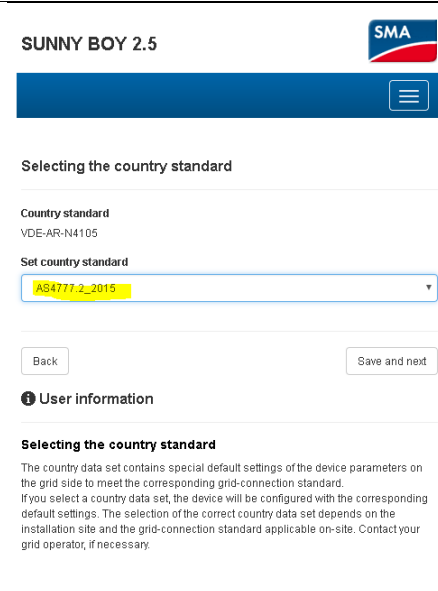 SUNNY BOY 2.5
SMA
Selecting the country standard
Country standard
VDE-AR-N4105
Set country standard
AS4777.2_2015
Back
Save and next
User information
Selecting the country standard
The country data set contains special default settings of the device parameters on
the grid side to meet the corresponding grid-connection standard.
If you select a country data set, the device will be configured with the corresponding
default settings. The selection of the correct country data set depends on the
installation site and the grid-connection standard applicable on-site. Contact your
grid operator, if necessary.